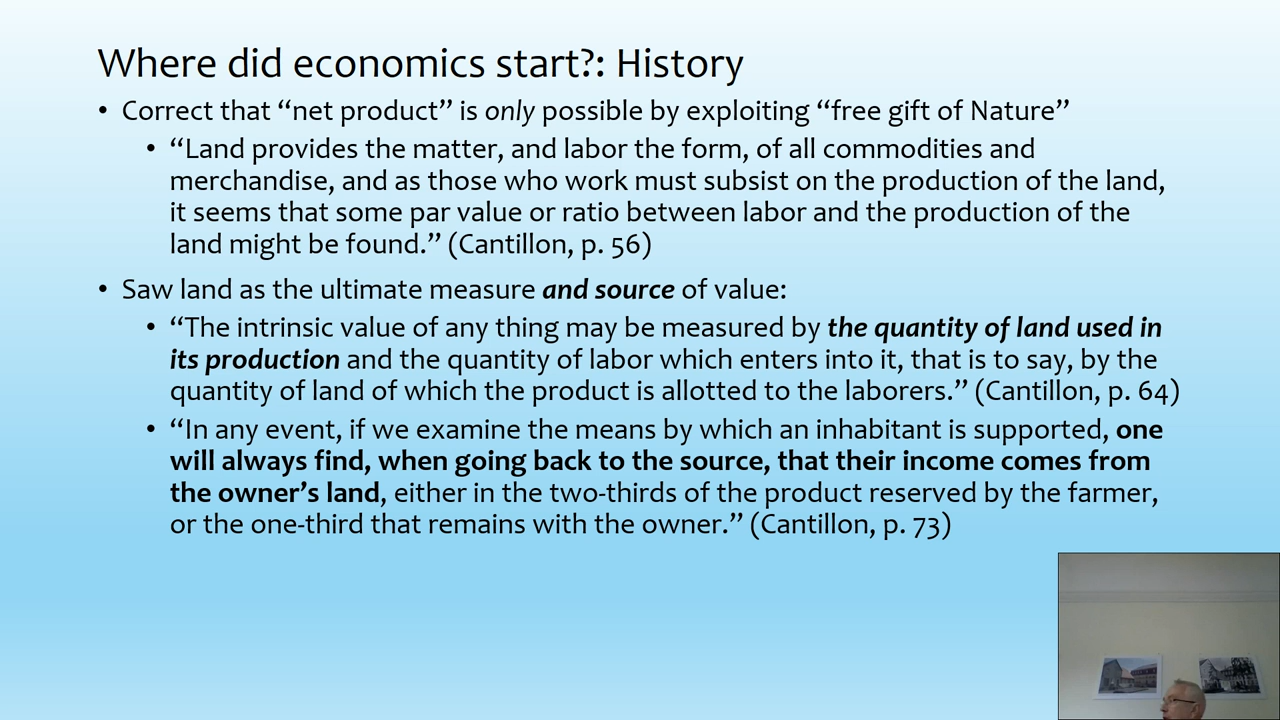 Where did economics start?: History
• Correct that “net product” is only possible by exploiting “free gift of Nature”
• “Land provides the matter, and labor the form, of all commodities and
merchandise, and as those who work must subsist on the production of the land,
it seems that some par value or ratio between labor and the production of the
land might be found.” (Cantillon, p. 56)
• Saw land as the ultimate measure and source of value:
• “The intrinsic value of any thing may be measured by the quantity of land used in
its production and the quantity of labor which enters into it, that is to say, by the
quantity of land of which the product is allotted to the laborers.” (Cantillon, p. 64)
• “In any event, if we examine the means by which an inhabitant is supported, one
will always find, when going back to the source, that their income comes from
the owner’s land, either in the two-thirds of the product reserved by the farmer,
or the one-third that remains with the owner.” (Cantillon, p. 73)